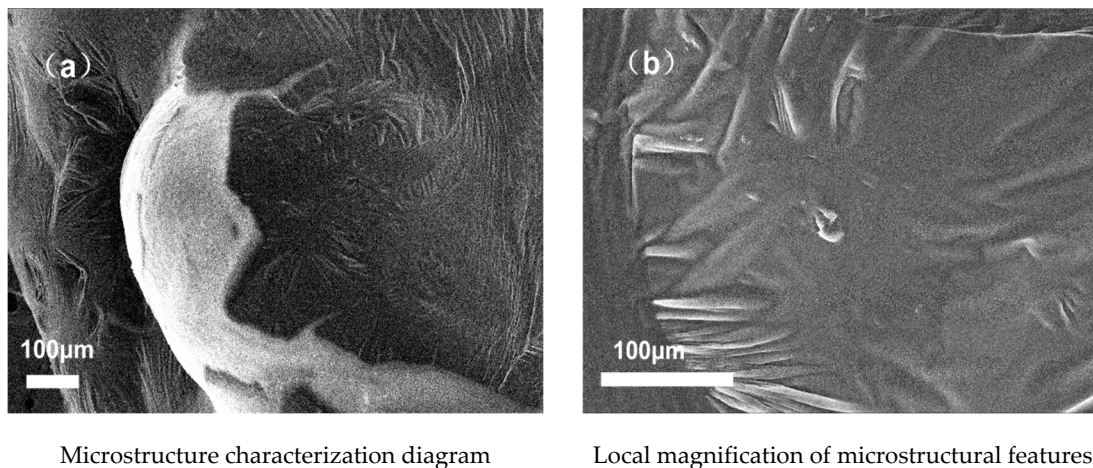 （a）
100μm
Microstructure characterization diagram
（b）
100μm
Local magnification of microstructural features